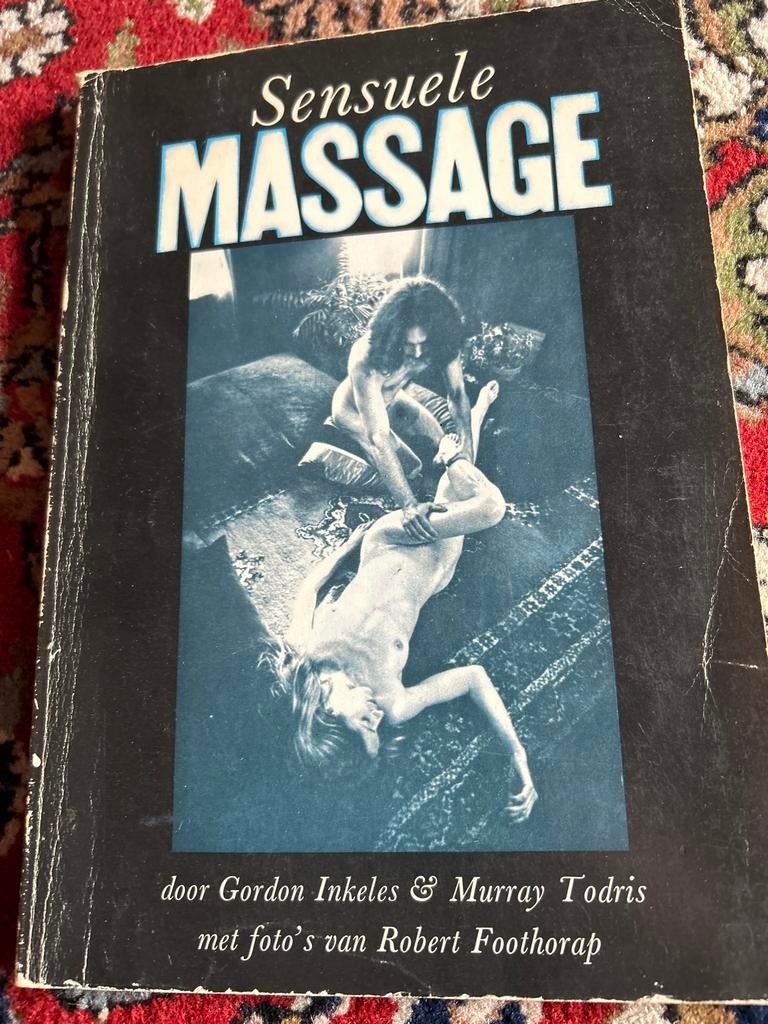 Sensuele
MASSAGE
door Gordon Inkeles & Murray Todris
met foto's van Robert Foothorap